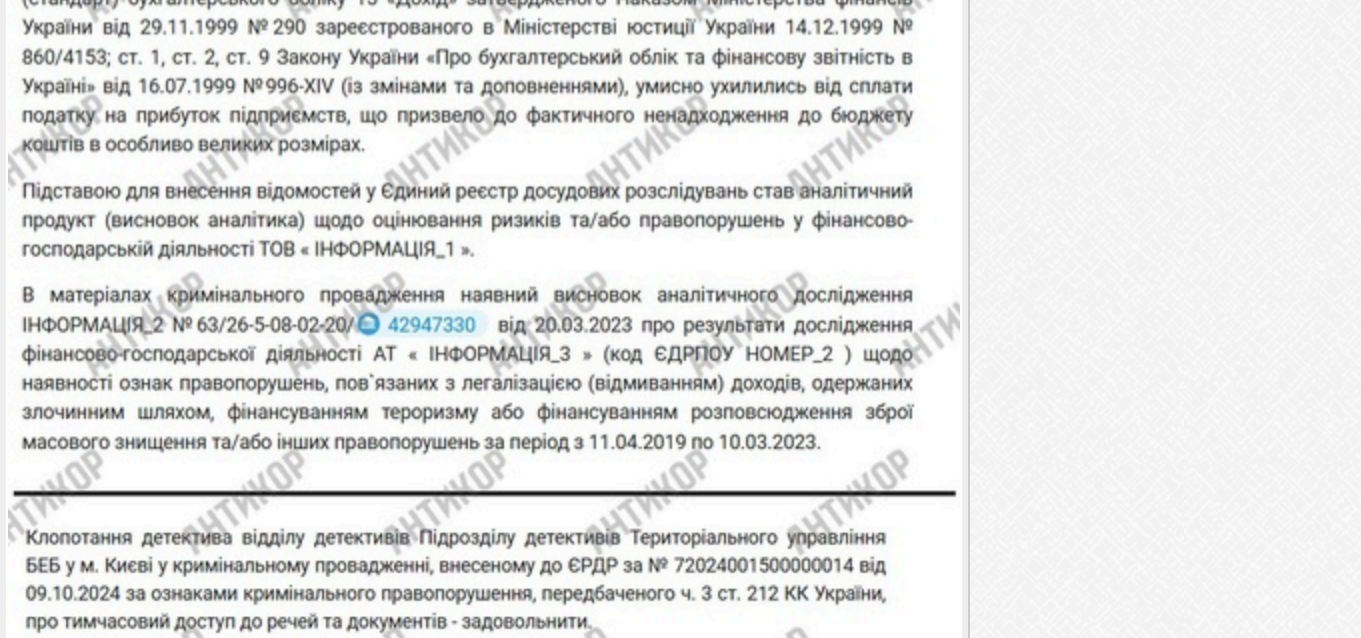 (стандарт) бухгалтерського обліку 15 «Дохід» затвердженого Наказом Міністерства фінансів
України від 29.11.1999 № 290 зареєстрованого в Міністерстві юстиції України 14.12.1999 №
860/4153; ст. 1, ст. 2, ст. 9 Закону України «Про бухгалтерський облік та фінансову звітність в
Україні» від 16.07.1999 № 996-XIV (із змінами та доповненнями), умисно ухилились від сплати
податку на прибуток підприємств, що призвело до фактичного ненадходження до бюджету
коштів в особливо великих розмірах.
Підставою для внесення відомостей у Єдиний реєстр досудових розслідувань став аналітичний
продукт (висновок аналітика) щодо оцінювання ризиків та/або правопорушень у фінансово-
господарській діяльності ТОВ « ІНФОРМАЦІЯ_1 ».
В матеріалах кримінального провадження наявний висновок аналітичного дослідження
ІНФОРМАЦІЯ_2 № 63/26-5-08-02-20/ 42947330 від 20.03.2023 про результати дослідження
фінансово-господарської діяльності АТ « ІНФОРМАЦІЯ_3 » (код ЄДРПОУ НОМЕР_2 ) щодо
наявності ознак правопорушень, пов`язаних з легалізацією (відмиванням) доходів, одержаних
злочинним шляхом, фінансуванням тероризму або фінансуванням розповсюдження зброї
масового знищення та/або інших правопорушень за період з 11.04.2019 по 10.03.2023.
Клопотання детектива відділу детективів Підрозділу детективів Територіального управління
БЕБ у м. Києві у кримінальному провадженні, внесеному до ЄРДР за № 72024001500000014 від
09.10.2024 за ознаками кримінального правопорушення, передбаченого ч. 3 ст. 212 КК України,
про тимчасовий доступ до речей та документів - задовольнити.
АНТИКОР